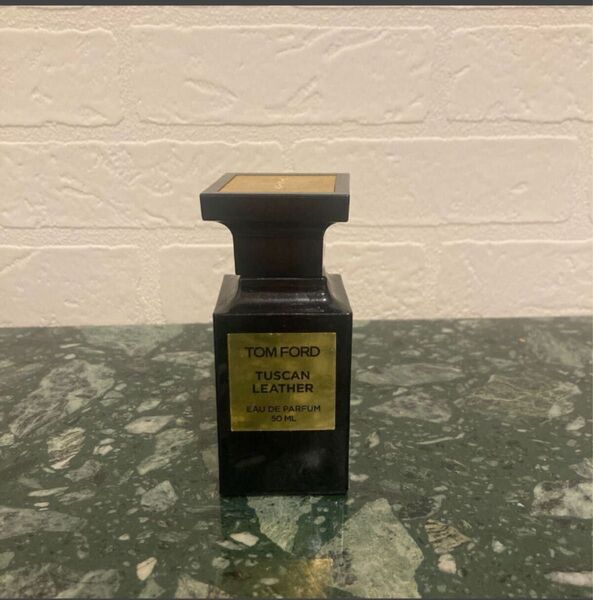 TOM FORD
TUSCAN
LEATHER
EAU DE PARFUM
50 ML